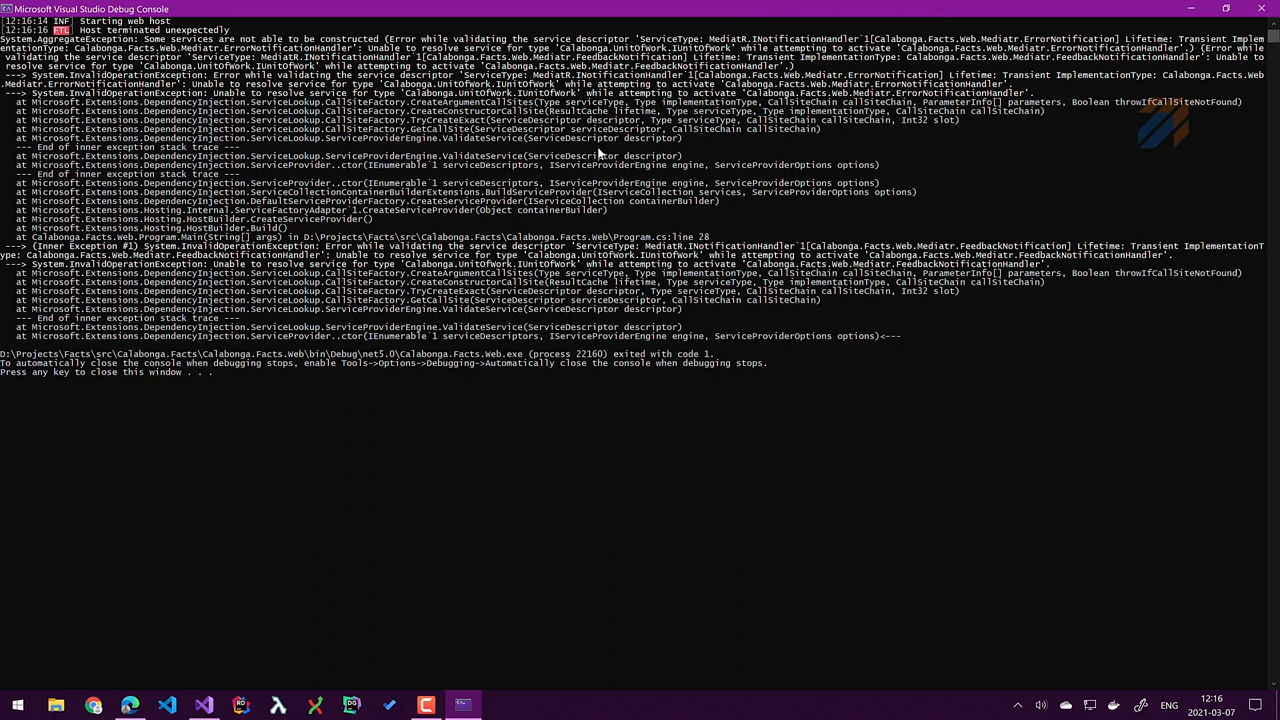 Microsoft Visual Studio Debug Console
[12:16:14 INF] Starting web host
[12:16:16 FTL] Host terminated unexpectedly
System.AggregateException: Some services are not able to be constructed (Error while validating the service descriptor 'ServiceType: MediatR.INotificationHandler`1[Calabonga.Facts.Web.Mediatr.ErrorNotification] Lifetime: Transient Implem
entationType: Calabonga.Facts.Web.Mediatr.ErrorNotificationHandler': Unable to resolve service for type 'Calabonga.UnitOfWork.IUnitOfWork' while attempting to activate 'Calabonga.Facts.Web.Mediatr.ErrorNotificationHandler'.) (Error while
validating the service descriptor 'ServiceType: MediatR.INotificationHandler`1[Calabonga.Facts.Web.Mediatr.FeedbackNotification] Lifetime: Transient ImplementationType: Calabonga.Facts.Web.Mediatr.FeedbackNotificationHandler': Unable to
resolve service for type 'Calabonga.UnitOfWork.IUnitOfWork' while attempting to activate 'Calabonga.Facts.Web.Mediatr.FeedbackNotificationHandler'.)
---> System.InvalidOperationException: Error while validating the service descriptor 'ServiceType: MediatR.INotificationHandler`1[Calabonga.Facts.Web.Mediatr.ErrorNotification] Lifetime: Transient ImplementationType: Calabonga.Facts.Web
.Mediatr.ErrorNotificationHandler': Unable to resolve service for type 'Calabonga.UnitOfWork.IUnitOfWork' while attempting to activate 'Calabonga.Facts.Web.Mediatr.ErrorNotificationHandler'.
---> System.InvalidOperationException: Unable to resolve service for type 'Calabonga.UnitOfWork.IUnitOfWork' while attempting to activate 'Calabonga.Facts.Web.Mediatr.ErrorNotificationHandler'.
at Microsoft.Extensions.DependencyInjection.ServiceLookup.CallSiteFactory.CreateArgumentCallSites(Type serviceType, Type implementationType, CallSiteChain callSiteChain, ParameterInfo[] parameters, Boolean throwIfCallSiteNotFound)
at Microsoft.Extensions.DependencyInjection.ServiceLookup.CallSiteFactory.CreateConstructorCallSite(ResultCache lifetime, Type serviceType, Type implementationType, CallSiteChain callSiteChain)
at Microsoft.Extensions.DependencyInjection.ServiceLookup.CallSiteFactory.TryCreateExact(ServiceDescriptor descriptor, Type serviceType, CallSiteChain callSiteChain, Int32 slot)
at Microsoft.Extensions.DependencyInjection.ServiceLookup.CallSiteFactory.GetCallSite(ServiceDescriptor serviceDescriptor, CallSiteChain callSiteChain)
at Microsoft.Extensions.DependencyInjection.ServiceLookup.ServiceProviderEngine.ValidateService(ServiceDescriptor descriptor)
--- End of inner exception stack trace ---
at Microsoft.Extensions.DependencyInjection.ServiceLookup.ServiceProviderEngine.ValidateService(ServiceDescriptor descriptor)
at Microsoft.Extensions.DependencyInjection.ServiceProvider..ctor(IEnumerable`1 serviceDescriptors, IServiceProviderEngine engine, ServiceProviderOptions options)
--- End of inner exception stack trace ---
at Microsoft.Extensions.DependencyInjection.ServiceProvider..ctor(IEnumerable`1 serviceDescriptors, IServiceProviderEngine engine, ServiceProviderOptions options)
at Microsoft.Extensions.DependencyInjection.ServiceCollectionContainerBuilderExtensions.BuildServiceProvider(IServiceCollection services, ServiceProviderOptions options)
at Microsoft.Extensions.DependencyInjection.DefaultServiceProviderFactory.CreateServiceProvider(IServiceCollection containerBuilder)
at Microsoft.Extensions.Hosting.Internal.ServiceFactoryAdapter`1.CreateServiceProvider(Object containerBuilder)
at Microsoft.Extensions.Hosting.HostBuilder.CreateServiceProvider()
at Microsoft.Extensions.Hosting.HostBuilder.Build()
at Calabonga.Facts.Web.Program.Main(String[] args) in D:\Projects\Facts\src\Calabonga.Facts\Calabonga.Facts.Web\Program.cs:line 28
---> (Inner Exception #1) System.InvalidOperationException: Error while validating the service descriptor 'ServiceType: MediatR.INotificationHandler`1[Calabonga.Facts.Web.Mediatr.FeedbackNotification] Lifetime: Transient ImplementationT
ype: Calabonga.Facts.Web.Mediatr.FeedbackNotificationHandler': Unable to resolve service for type 'Calabonga.UnitOfWork.IUnitOfWork' while attempting to activate 'Calabonga.Facts.Web.Mediatr.FeedbackNotificationHandler'.
---> System.InvalidOperationException: Unable to resolve service for type 'Calabonga.UnitOfWork.IUnitOfWork' while attempting to activate 'Calabonga.Facts.Web.Mediatr.FeedbackNotificationHandler'.
at Microsoft.Extensions.DependencyInjection.ServiceLookup.CallSiteFactory.CreateArgumentCallSites(Type serviceType, Type implementationType, CallSiteChain callSiteChain, ParameterInfo[] parameters, Boolean throwIfCallSiteNotFound)
at Microsoft.Extensions.DependencyInjection.ServiceLookup.CallSiteFactory.CreateConstructorCallSite(ResultCache lifetime, Type serviceType, Type implementationType, CallSiteChain callSiteChain)
at Microsoft.Extensions.DependencyInjection.ServiceLookup.CallSiteFactory.TryCreateExact(ServiceDescriptor descriptor, Type serviceType, CallSiteChain callSiteChain, Int32 slot)
at Microsoft.Extensions.DependencyInjection.ServiceLookup.CallSiteFactory.GetCallSite(ServiceDescriptor serviceDescriptor, CallSiteChain callSiteChain)
at Microsoft.Extensions.DependencyInjection.ServiceLookup.ServiceProviderEngine.ValidateService(ServiceDescriptor descriptor)
--- End of inner exception stack trace ---
at Microsoft.Extensions.DependencyInjection.ServiceLookup.ServiceProviderEngine.ValidateService(ServiceDescriptor descriptor)
at Microsoft.Extensions.DependencyInjection.ServiceProvider..ctor(IEnumerable`1 serviceDescriptors, IServiceProviderEngine engine, ServiceProviderOptions options)<---
D:\Projects\Facts\src\Calabonga.Facts\Calabonga.Facts.Web\bin\Debug\net5.0\Calabonga.Facts.Web.exe (process 22160) exited with code 1.
To automatically close the console when debugging stops, enable Tools->Options->Debugging->Automatically close the console when debugging stops.
Press any key to close this window . . .
RD
DG
ENG
12:16
2021-03-07